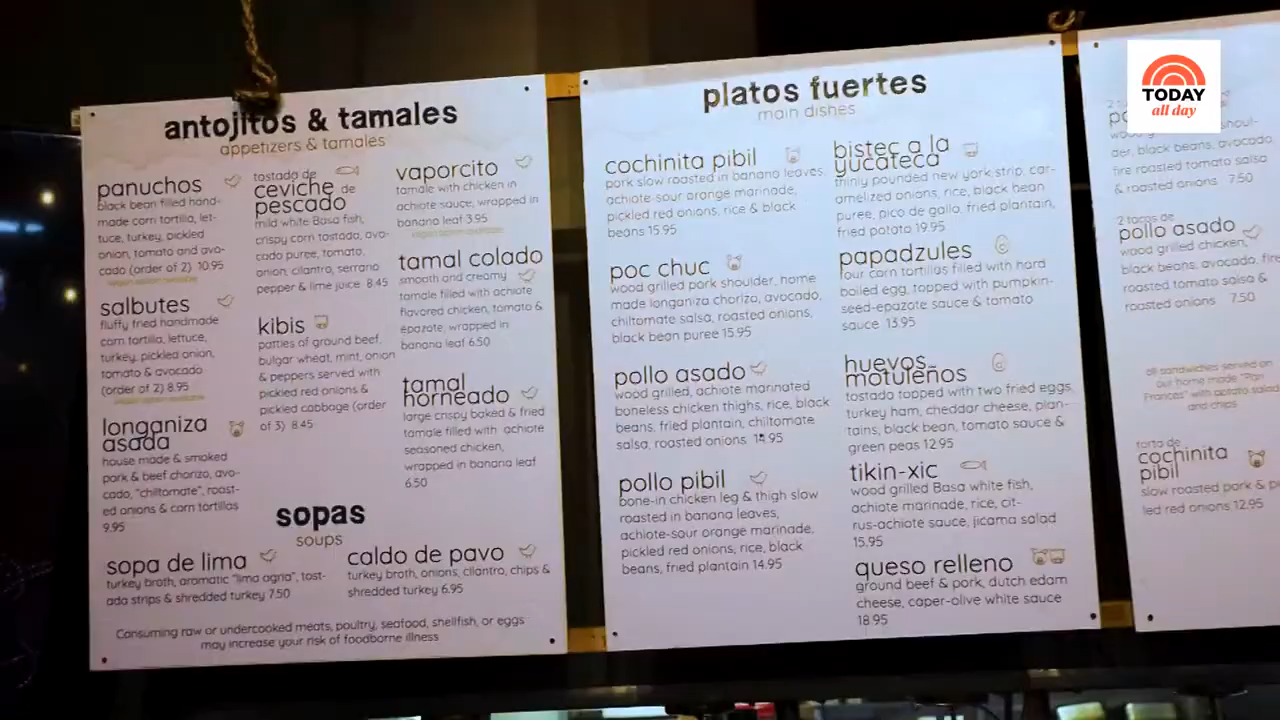 antojitos & tamales
appetizers & tamales
panuchos
black bean filled hand-
made corn tortilla, let-
tuce, turkey, pickled
onion, tomato and avo-
cado (order of 2) 10.95
salbutes
fluffy fried handmade
corn tortilla, lettuce,
turkey, pickled onion,
tomato & avocado
(order of 2) 8.95
longaniza
asada
house made & smoked
pork & beef chorizo, avo-
cado, "chiltomate", roast-
ed onions & corn tortillas
9.95
tostada de
ceviche de
pescado
mild white Basa fish,
crispy corn tostada, avo-
cado puree, tomato,
onion, cilantro, serrano
pepper & lime juice 8.45
kibis
patties of ground beef,
bulgar wheat, mint, onion
& peppers served with
pickled red onions &
pickled cabbage (order
of 3) 8.45
vaporcito
tamale with chicken in
achiote sauce, wrapped in
banana leaf 3.95
tamal colado
smooth and creamy
tamale filled with achiote
flavored chicken, tomato &
epazote, wrapped in
banana leaf 6.50
tamal
horneado
large crispy baked & fried
tamale filled with achiote
seasoned chicken,
wrapped in banana leaf
6.50
sopas
soups
sopa de lima
turkey broth, aromatic "lima agria", tost-
ada strips & shredded turkey 7.50
caldo de pavo
turkey broth, onions, cilantro, chips &
shredded turkey 6.95
Consuming raw or undercooked meats, poultry, seafood, shellfish, or eggs
may increase your risk of foodborne illness
platos fuertes
main dishes
cochinita pibil
pork slow roasted in banana leaves,
achiote-sour orange marinade,
pickled red onions, rice & black
beans 15.95
poc chuc
wood grilled pork shoulder, home
made longaniza chorizo, avocado,
chiltomate salsa, roasted onions,
black bean puree 15.95
pollo asado
wood grilled, achiote marinated
boneless chicken thighs, rice, black
beans, fried plantain, chiltomate
salsa, roasted onions 14.95
pollo pibil
bone-in chicken leg & thigh slow
roasted in banana leaves,
achiote-sour orange marinade,
pickled red onions, rice, black
beans, fried plantain 14.95
bistec a la
yucateca
thinly pounded new york strip, car-
amelized onions, rice, black bean
puree, pico de gallo, fried plantain,
fried potato 19.95
papadzules
four corn tortillas filled with hard
boiled egg, topped with pumpkin-
seed-epazote sauce & tomato
sauce 13.95
huevos
motuleños
tostada topped with two fried eggs,
turkey ham, cheddar cheese, plan-
tains, black bean, tomato sauce &
green peas 12.95
tikin-xic
wood grilled Basa white fish,
achiote marinade, rice, cit-
rus-achiote sauce, jicama salad
15.95
queso relleno
ground beef & pork, dutch edam
cheese, caper-olive white sauce
18.95
TODAY
all day
wood
der, black beans, avocado
fire roasted tomato salsa
& roasted onions 7.50
2 tacos de
pollo asado
wood grilled chicken,
black beans, avocado, fire
roasted tomato salsa &
roasted onions 7.50
all sandwiches served on
our home made "Pan
Frances" with potato salad
and chips
torta de
cochinita
pibil
slow roasted pork & pi
led red onions 12.95